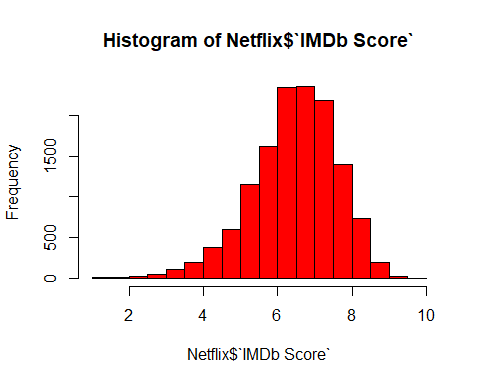 Histogram of Netflix$`IMDb Score`
Frequency
1500
500
0
2 4 6 8 10
Netflix$`IMDb Score`